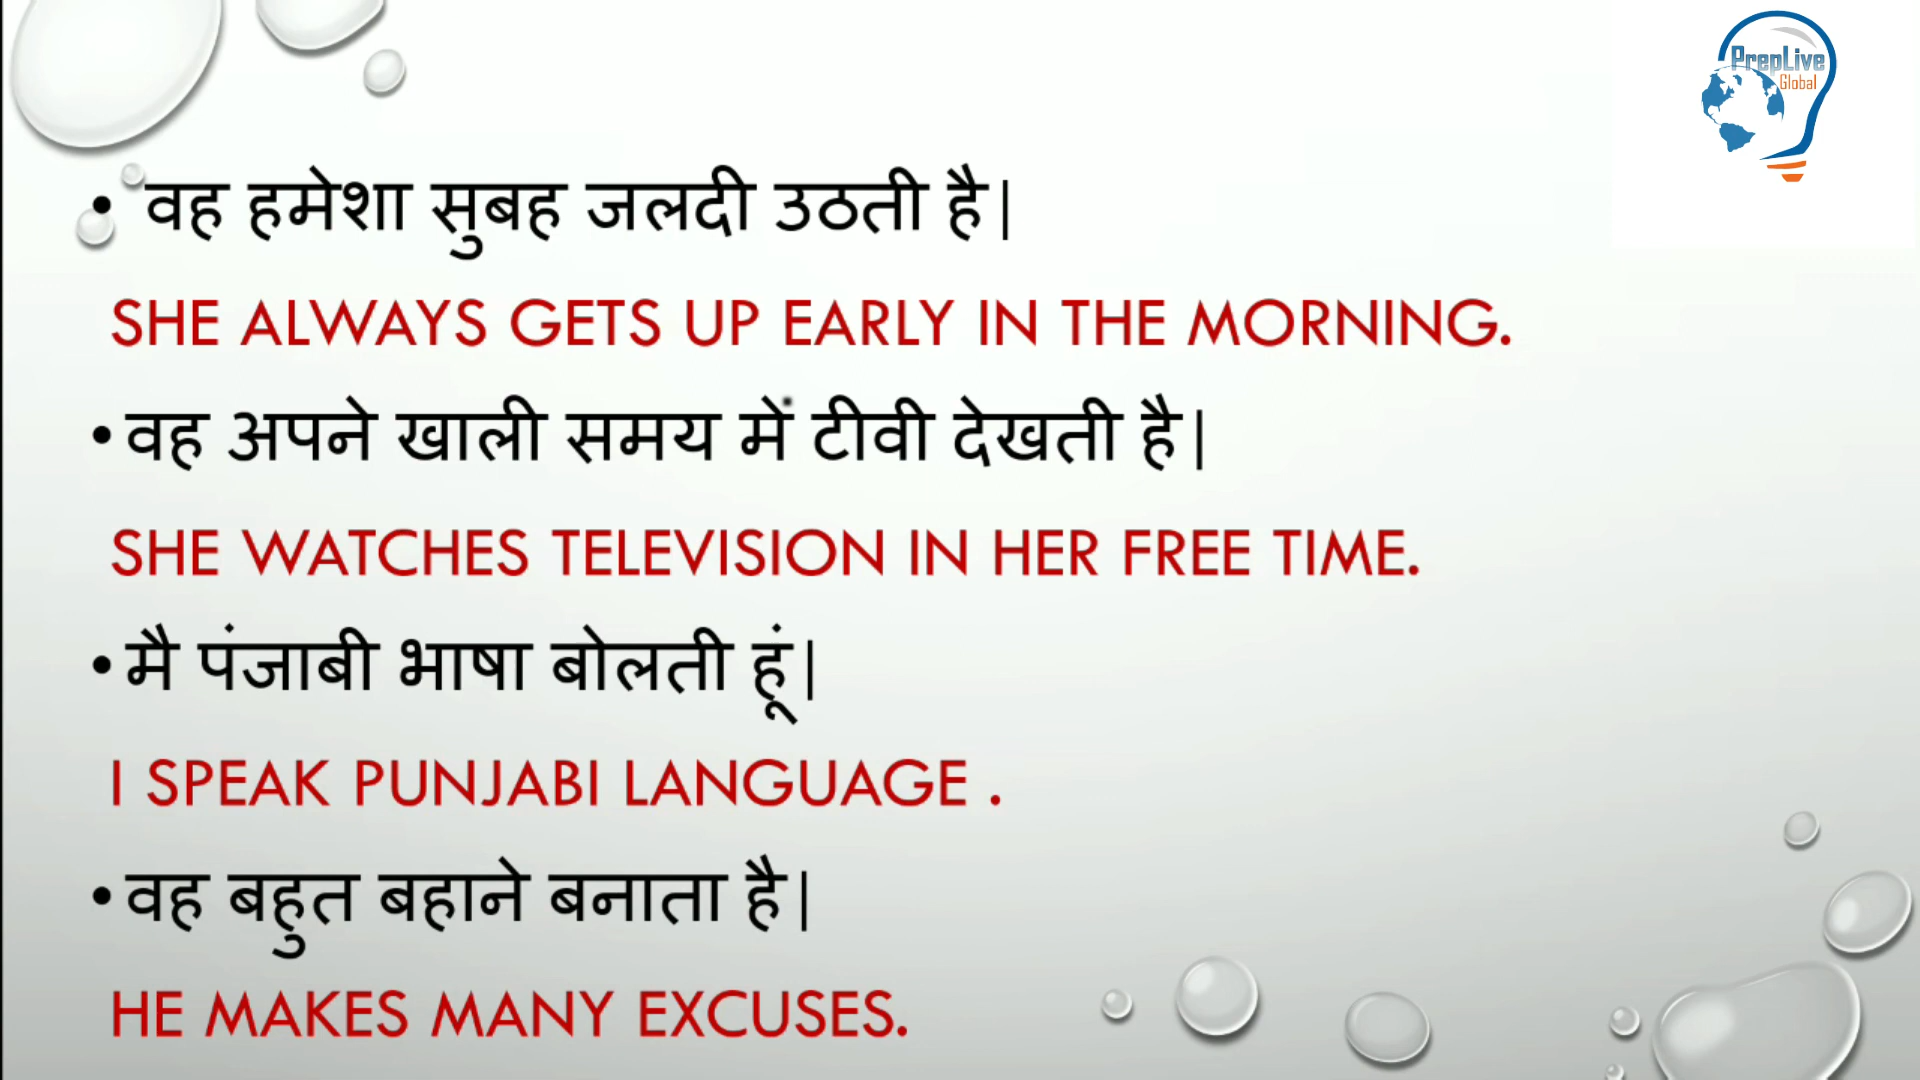 PrepLive
Global
• वह हमेशा सुबह जलदी उठती है|
SHE ALWAYS GETS UP EARLY IN THE MORNING.
• वह अपने खाली समय में टीवी देखती है|
SHE WATCHES TELEVISION IN HER FREE TIME.
• मै पंजाबी भाषा बोलती हूं|
I SPEAK PUNJABI LANGUAGE .
• वह बहुत बहाने बनाता है|
HE MAKES MANY EXCUSES.